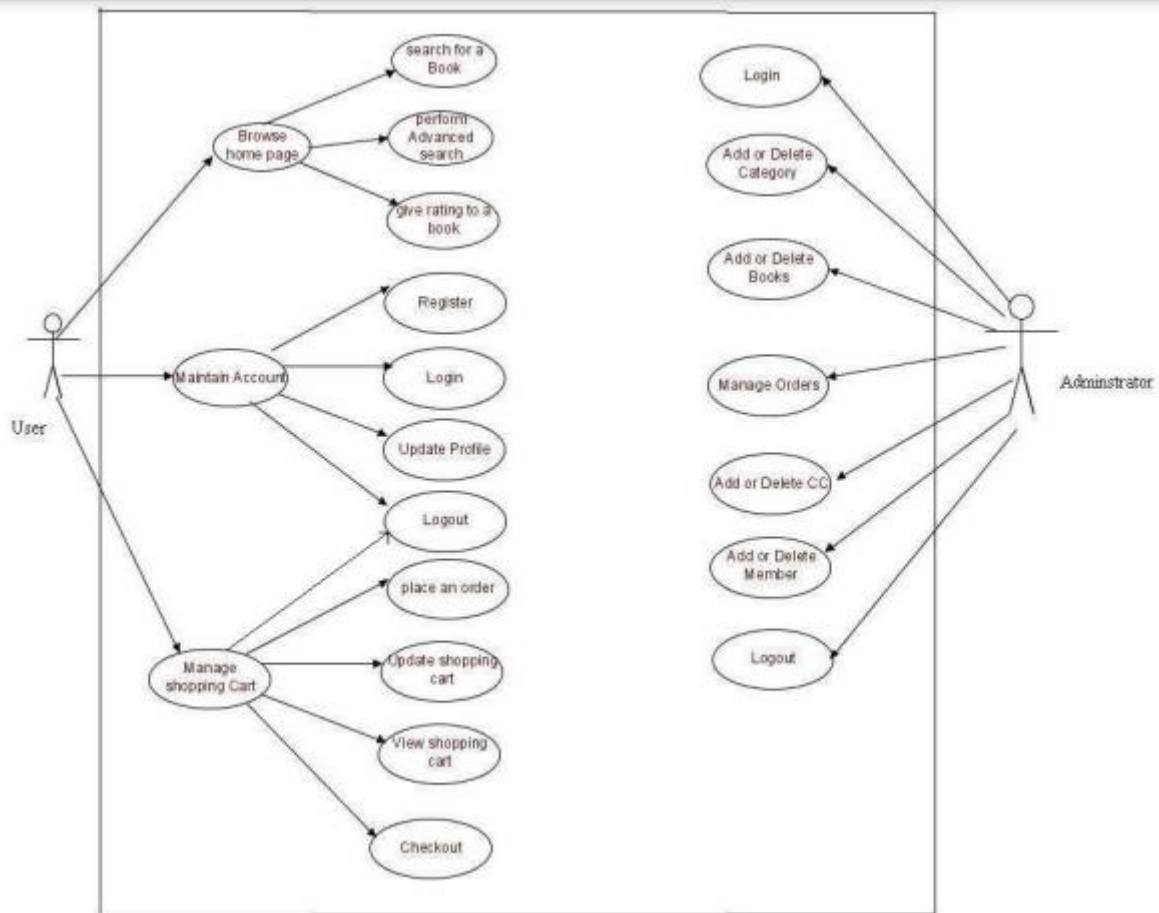 search for a
Book
perform
Advanced
search
give rating to a
book
Browse
home page
Register
Login
Update Profile
Logout
Maintain Account
User
place an order
Update shopping
cart
View shopping
cart
Checkout
Manage
shopping Cart
Login
Add or Delete
Category
Add or Delete
Books
Manage Orders
Add or Delete CC
Add or Delete
Member
Logout
Adminstrator